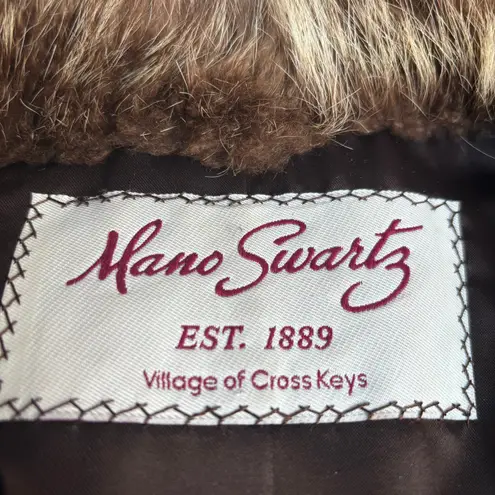 Mano Swartz
EST. 1889
Village of Cross Keys